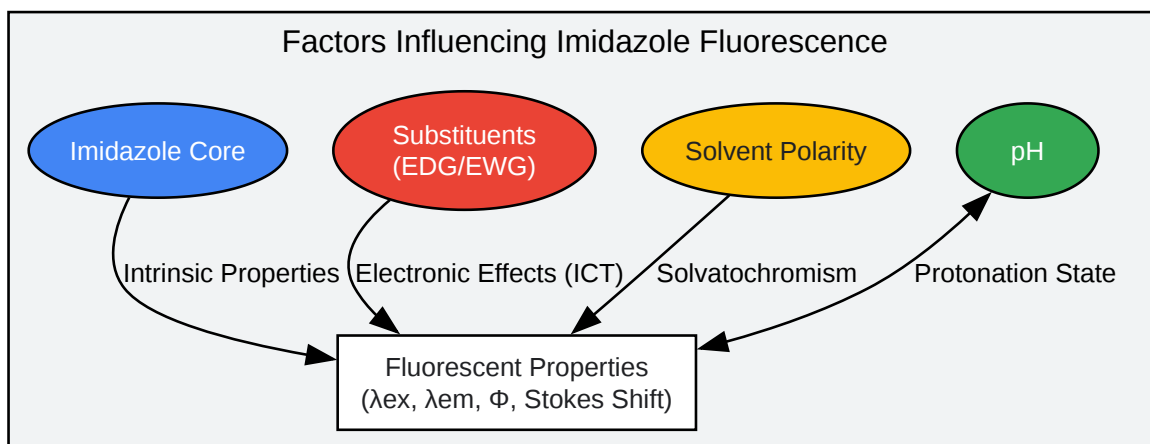 Factors Influencing Imidazole Fluorescence
Imidazole Core
Substituents
(EDG/EWG)
Solvent Polarity
pH
Intrinsic Properties
Electronic Effects (ICT)
Solvatochromism
Protonation State
Fluorescent Properties
(λex, λem, Φ, Stokes Shift)